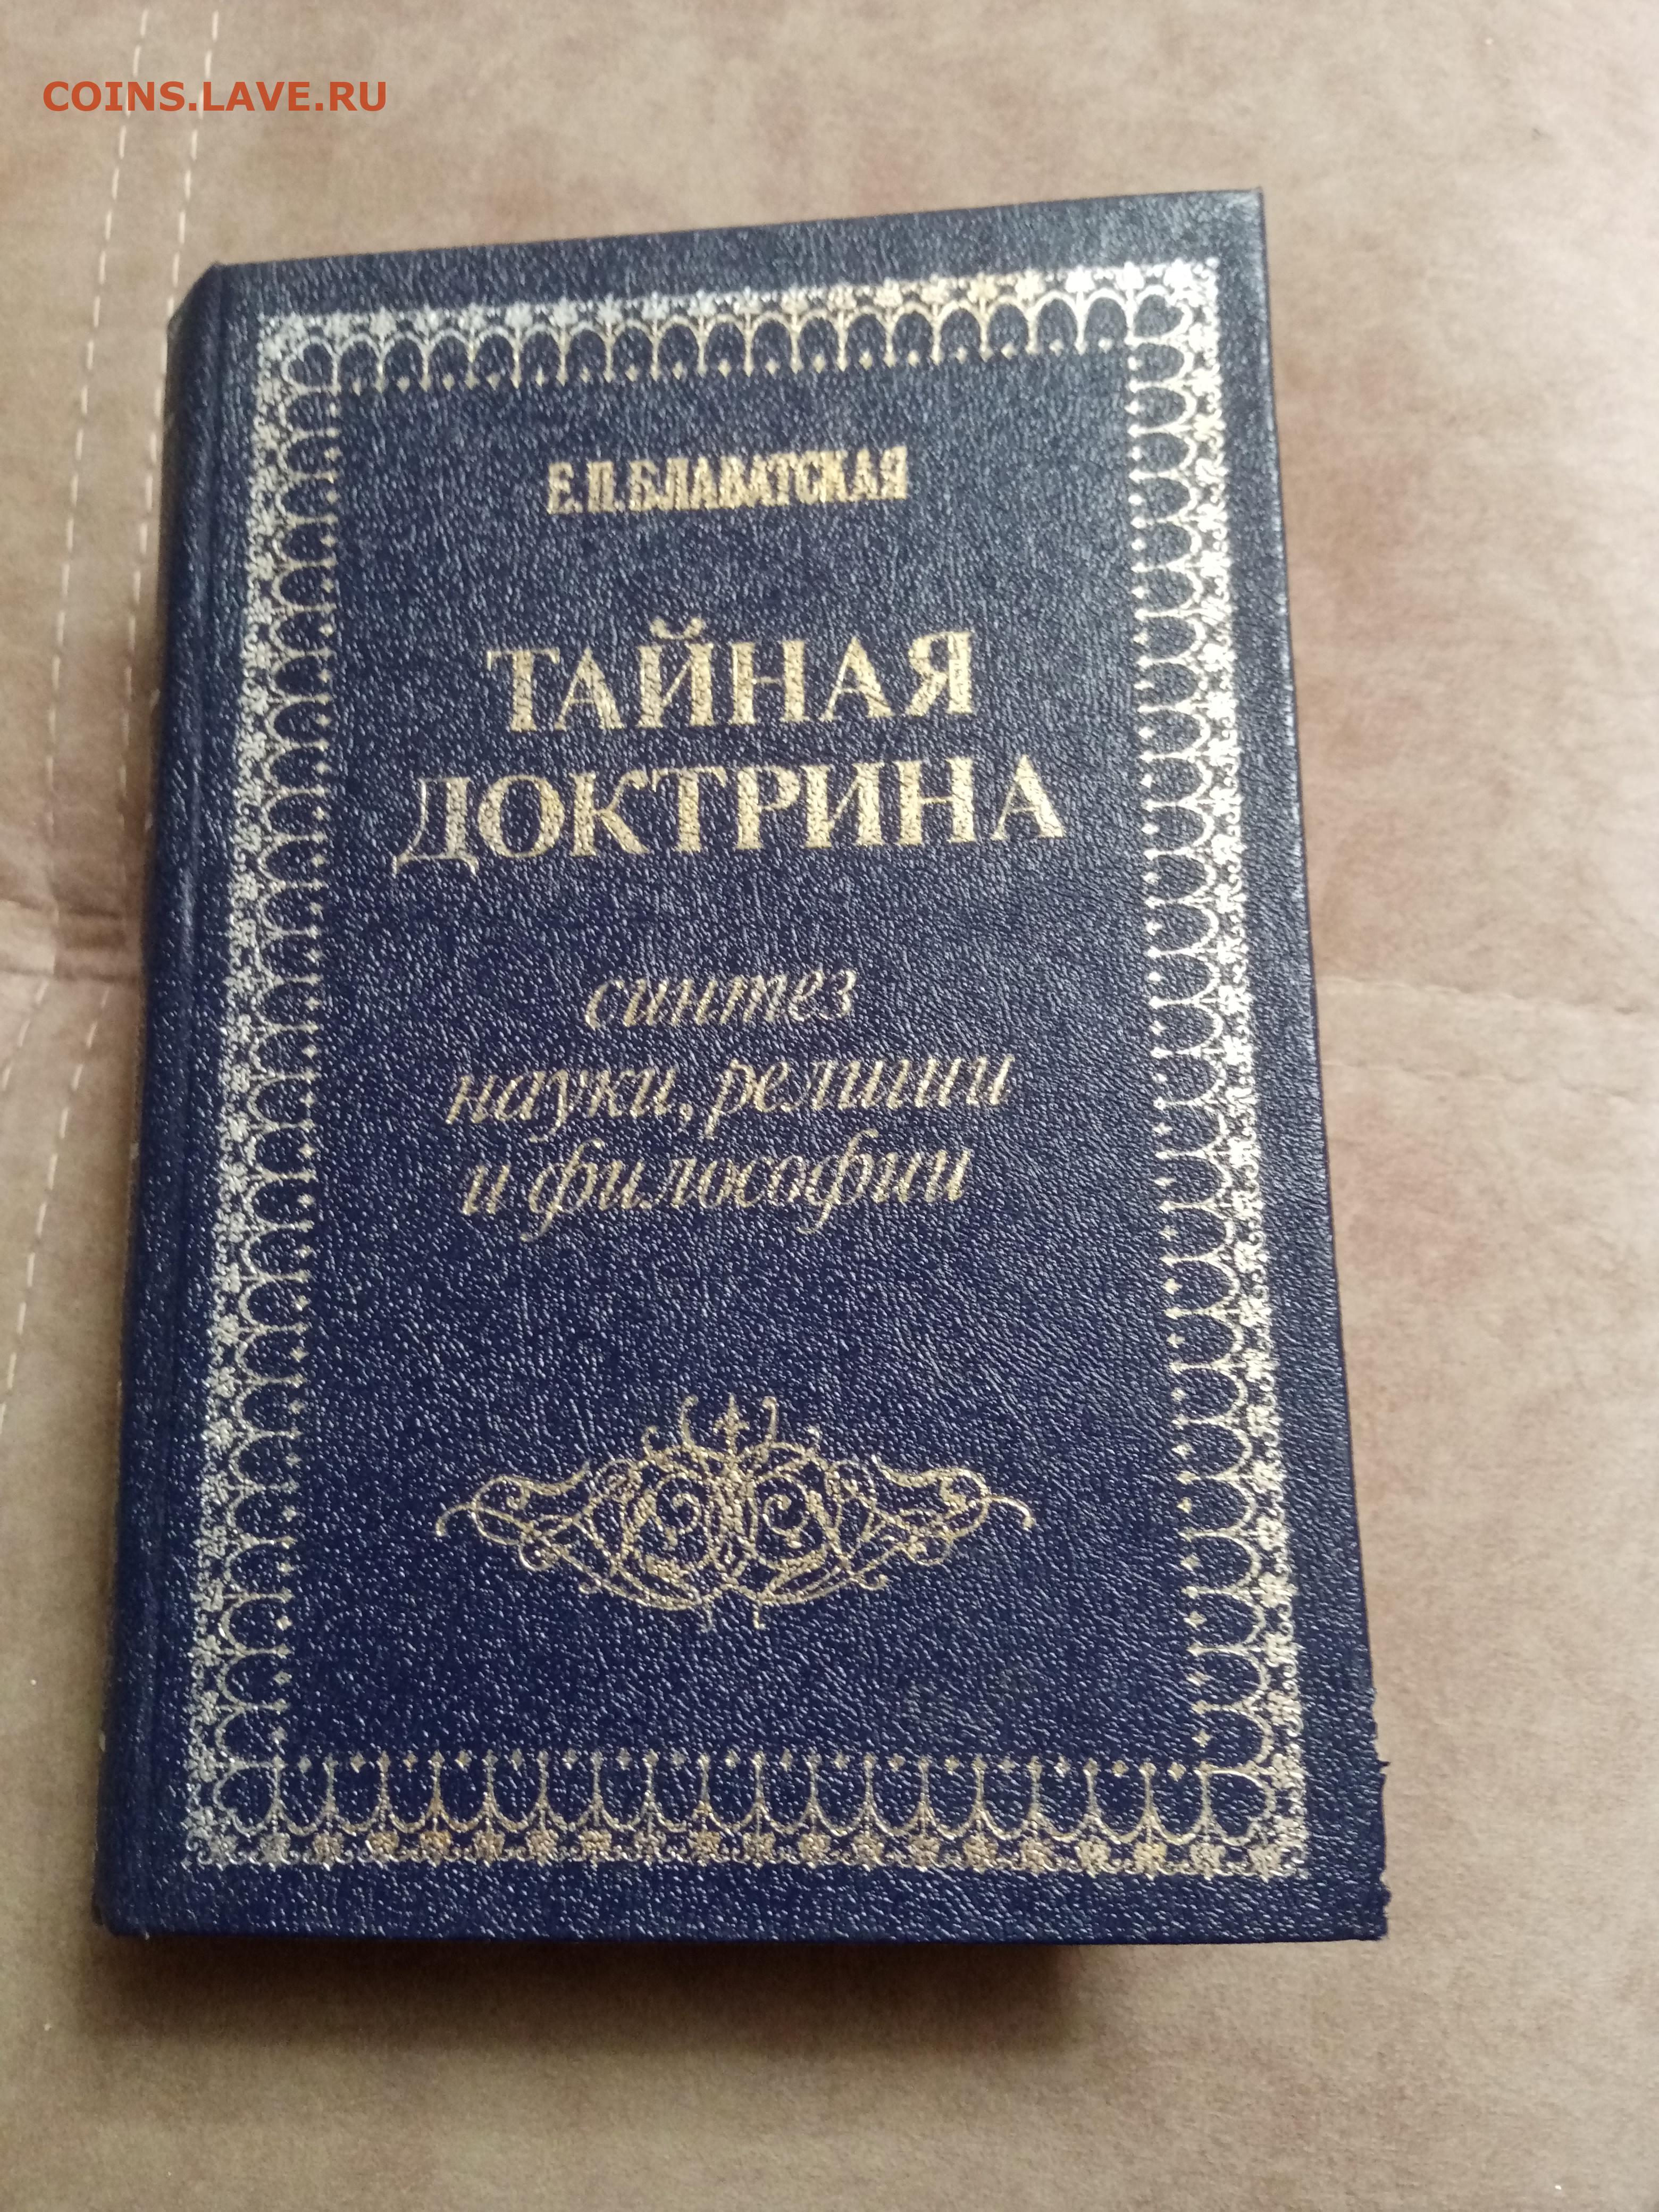 COINS.LAVE.RU
Е.П.БЛАВАТСКАЯ
ТАЙНАЯ
ДОКТРИНА
синтез
науки, религии
и философии